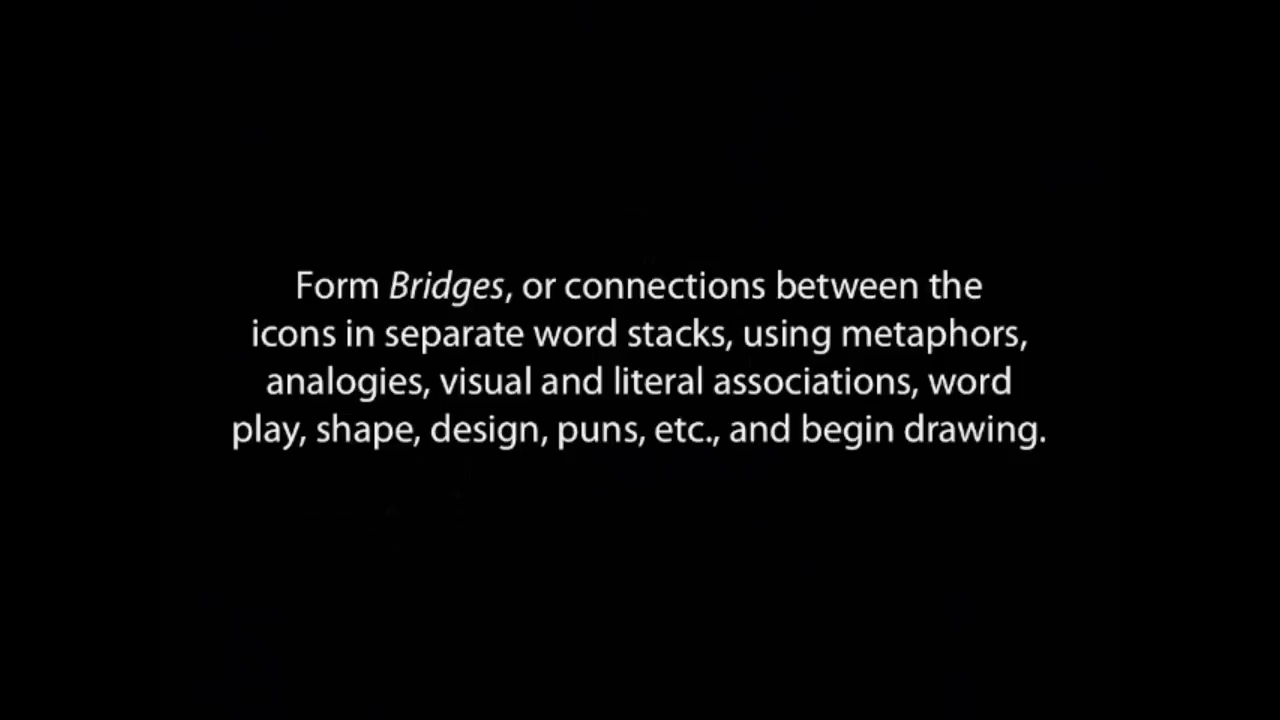 Form Bridges, or connections between the
icons in separate word stacks, using metaphors,
analogies, visual and literal associations, word
play, shape, design, puns, etc., and begin drawing.